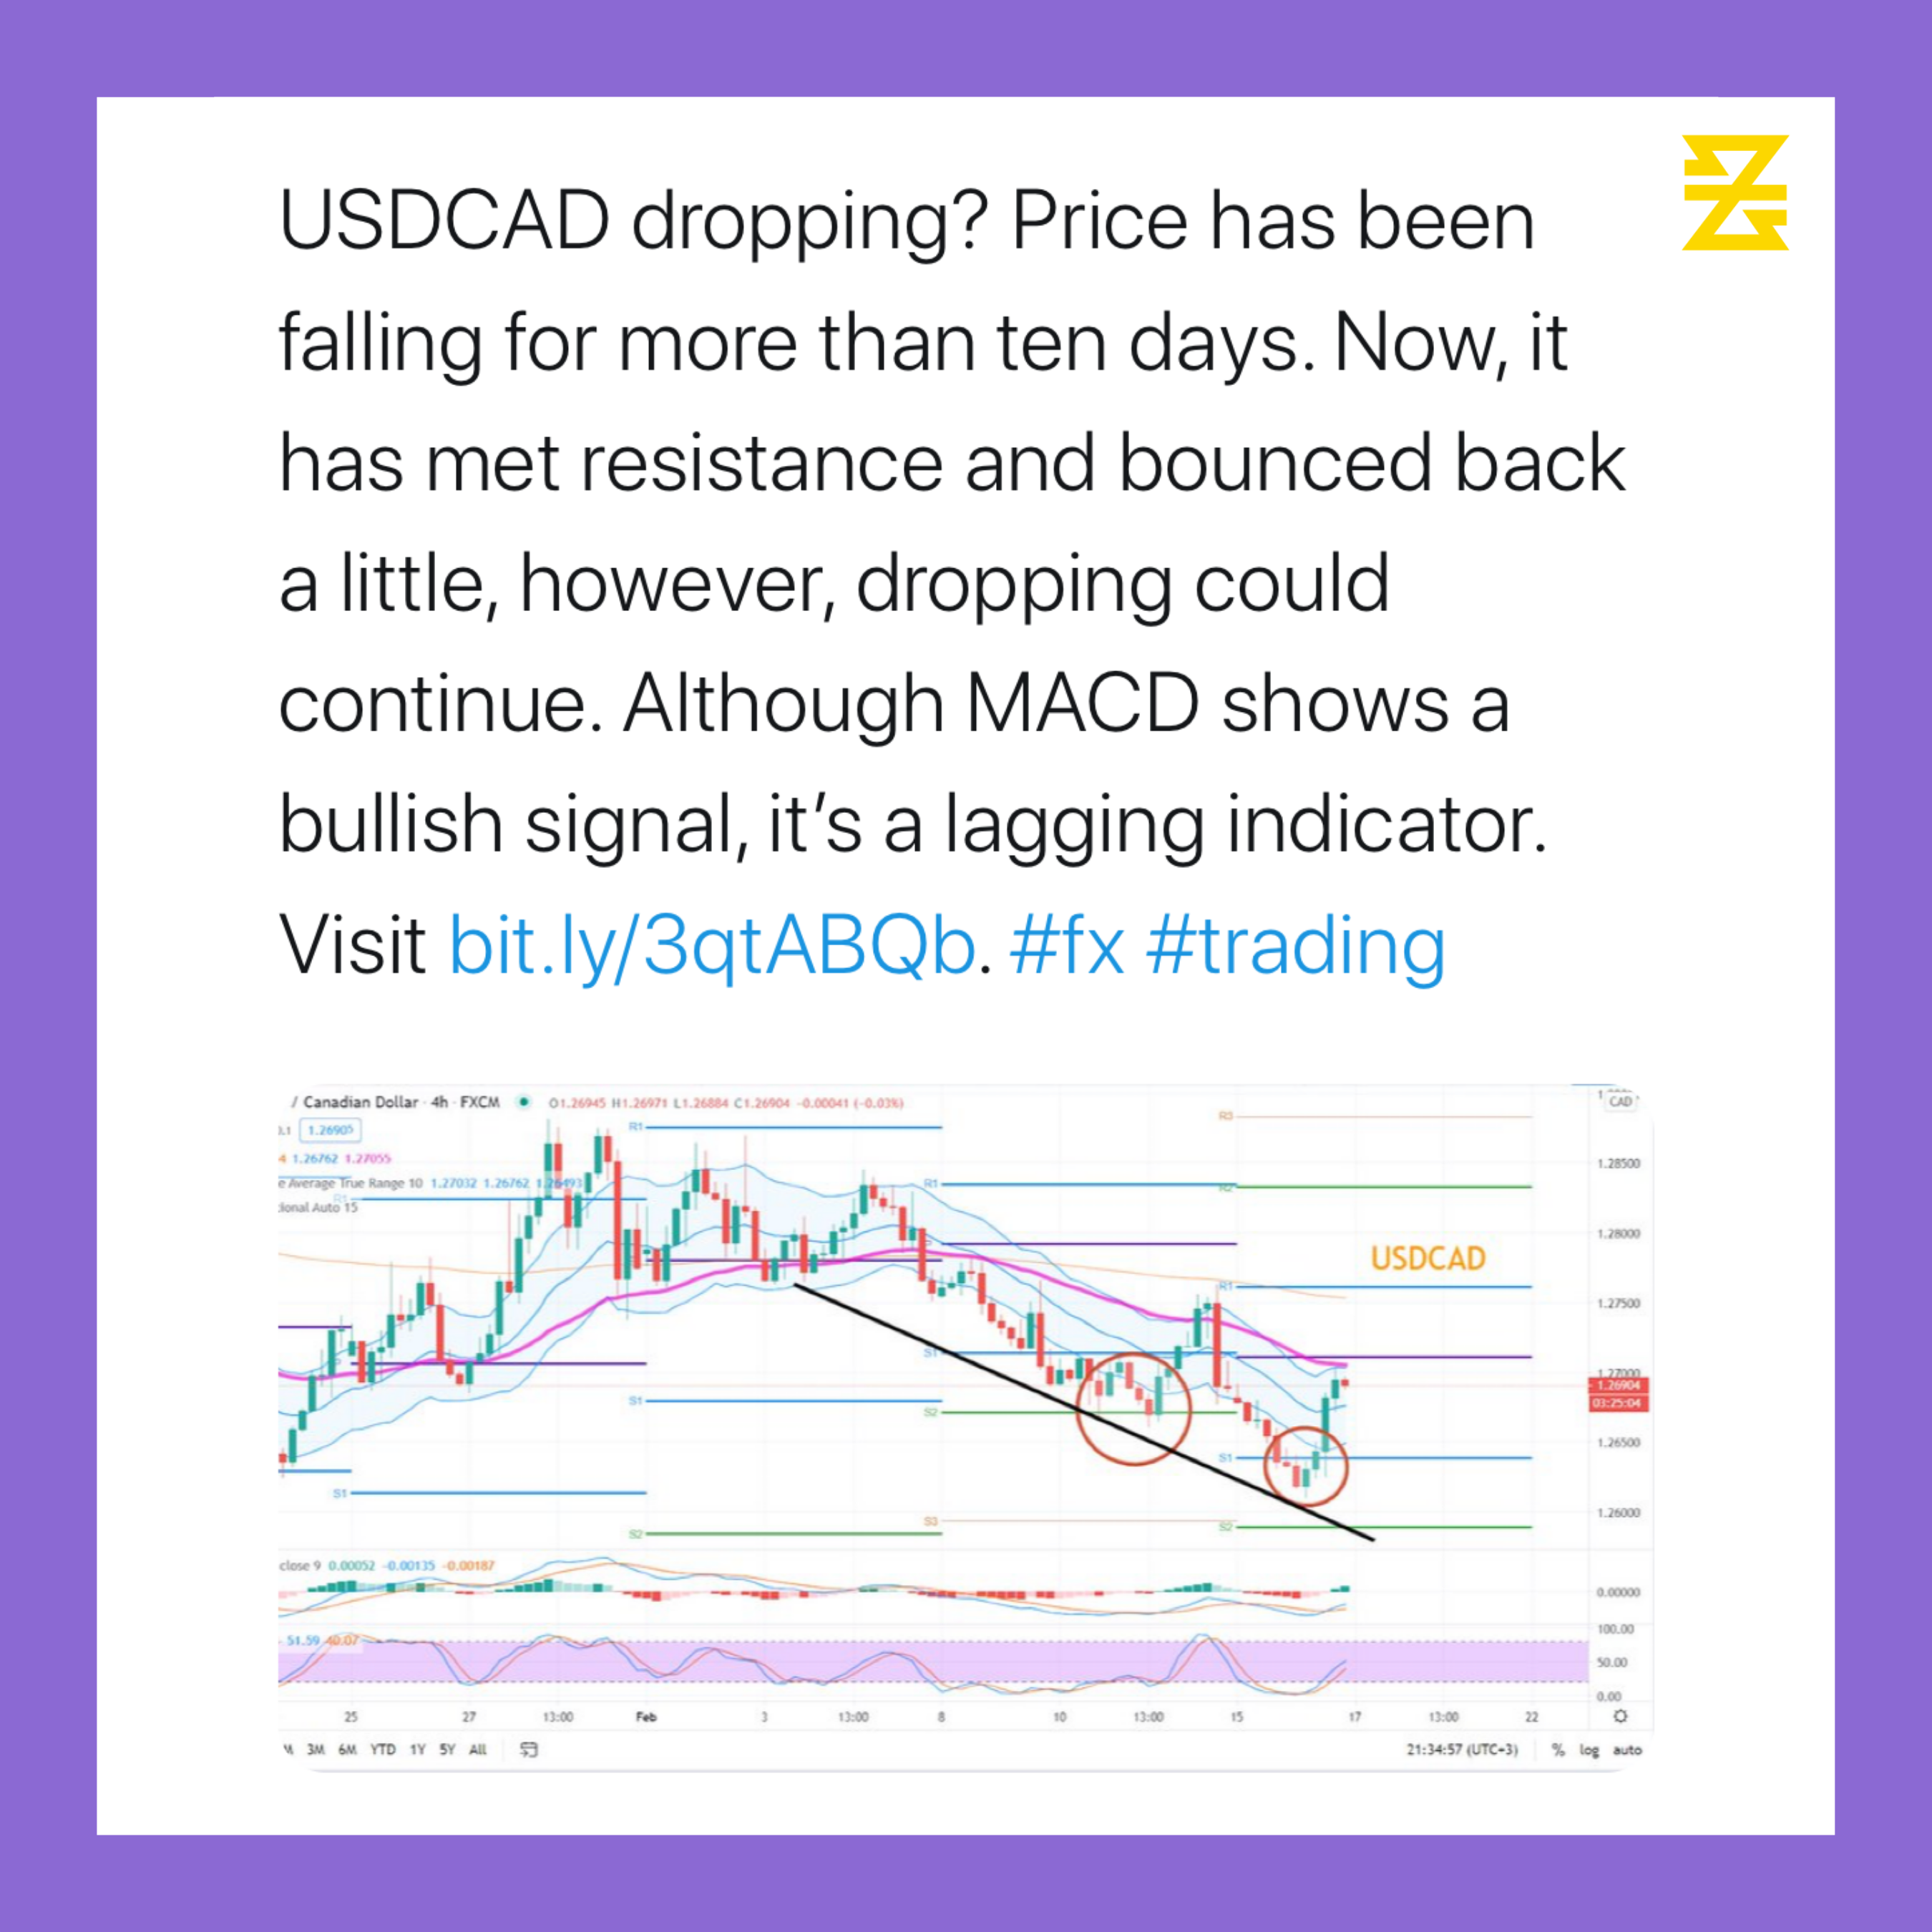 USDCAD dropping? Price has been
falling for more than ten days. Now, it
has met resistance and bounced back
a little, however, dropping could
continue. Although MACD shows a
bullish signal, it’s a lagging indicator.
Visit bit.ly/3qtABQb. #fx #trading
/ Canadian Dollar · 4h · FXCM O1.26945 H1.26971 L1.26884 C1.26904 -0.00041 (-0.03%)
CAD
1.26905
1.26762 1.27055
e Average True Range 10 1.27032 1.26762 1.26493
ional Auto 15
R3
R1
1.28500
R1
R2
R1
1.28000
USDCAD
R1
1.27500
P
S1
1.27000
1.26904
03:25:04
S1
S2
1.26500
S1
S1
1.26000
S2
S3
S2
close 9 0.00052 -0.00135 -0.00187
0.00000
51.59 40.07
100.00
50.00
0.00
25 27 13:00 Feb 3 13:00 8 10 13:00 15 17 13:00 22
3M 6M YTD 1Y 5Y All 21:34:57 (UTC+3) % log auto